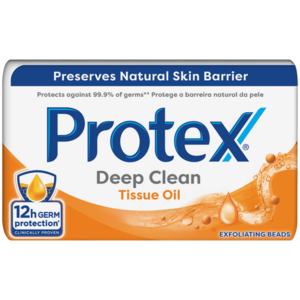 Preserves Natural Skin Barrier
Protects against 99.9% of germs** Protege a barreira natural da pele
Protex
Deep Clean
Tissue Oil
12h GERM
protection*
CLINICALLY PROVEN
EXFOLIATING BEADS